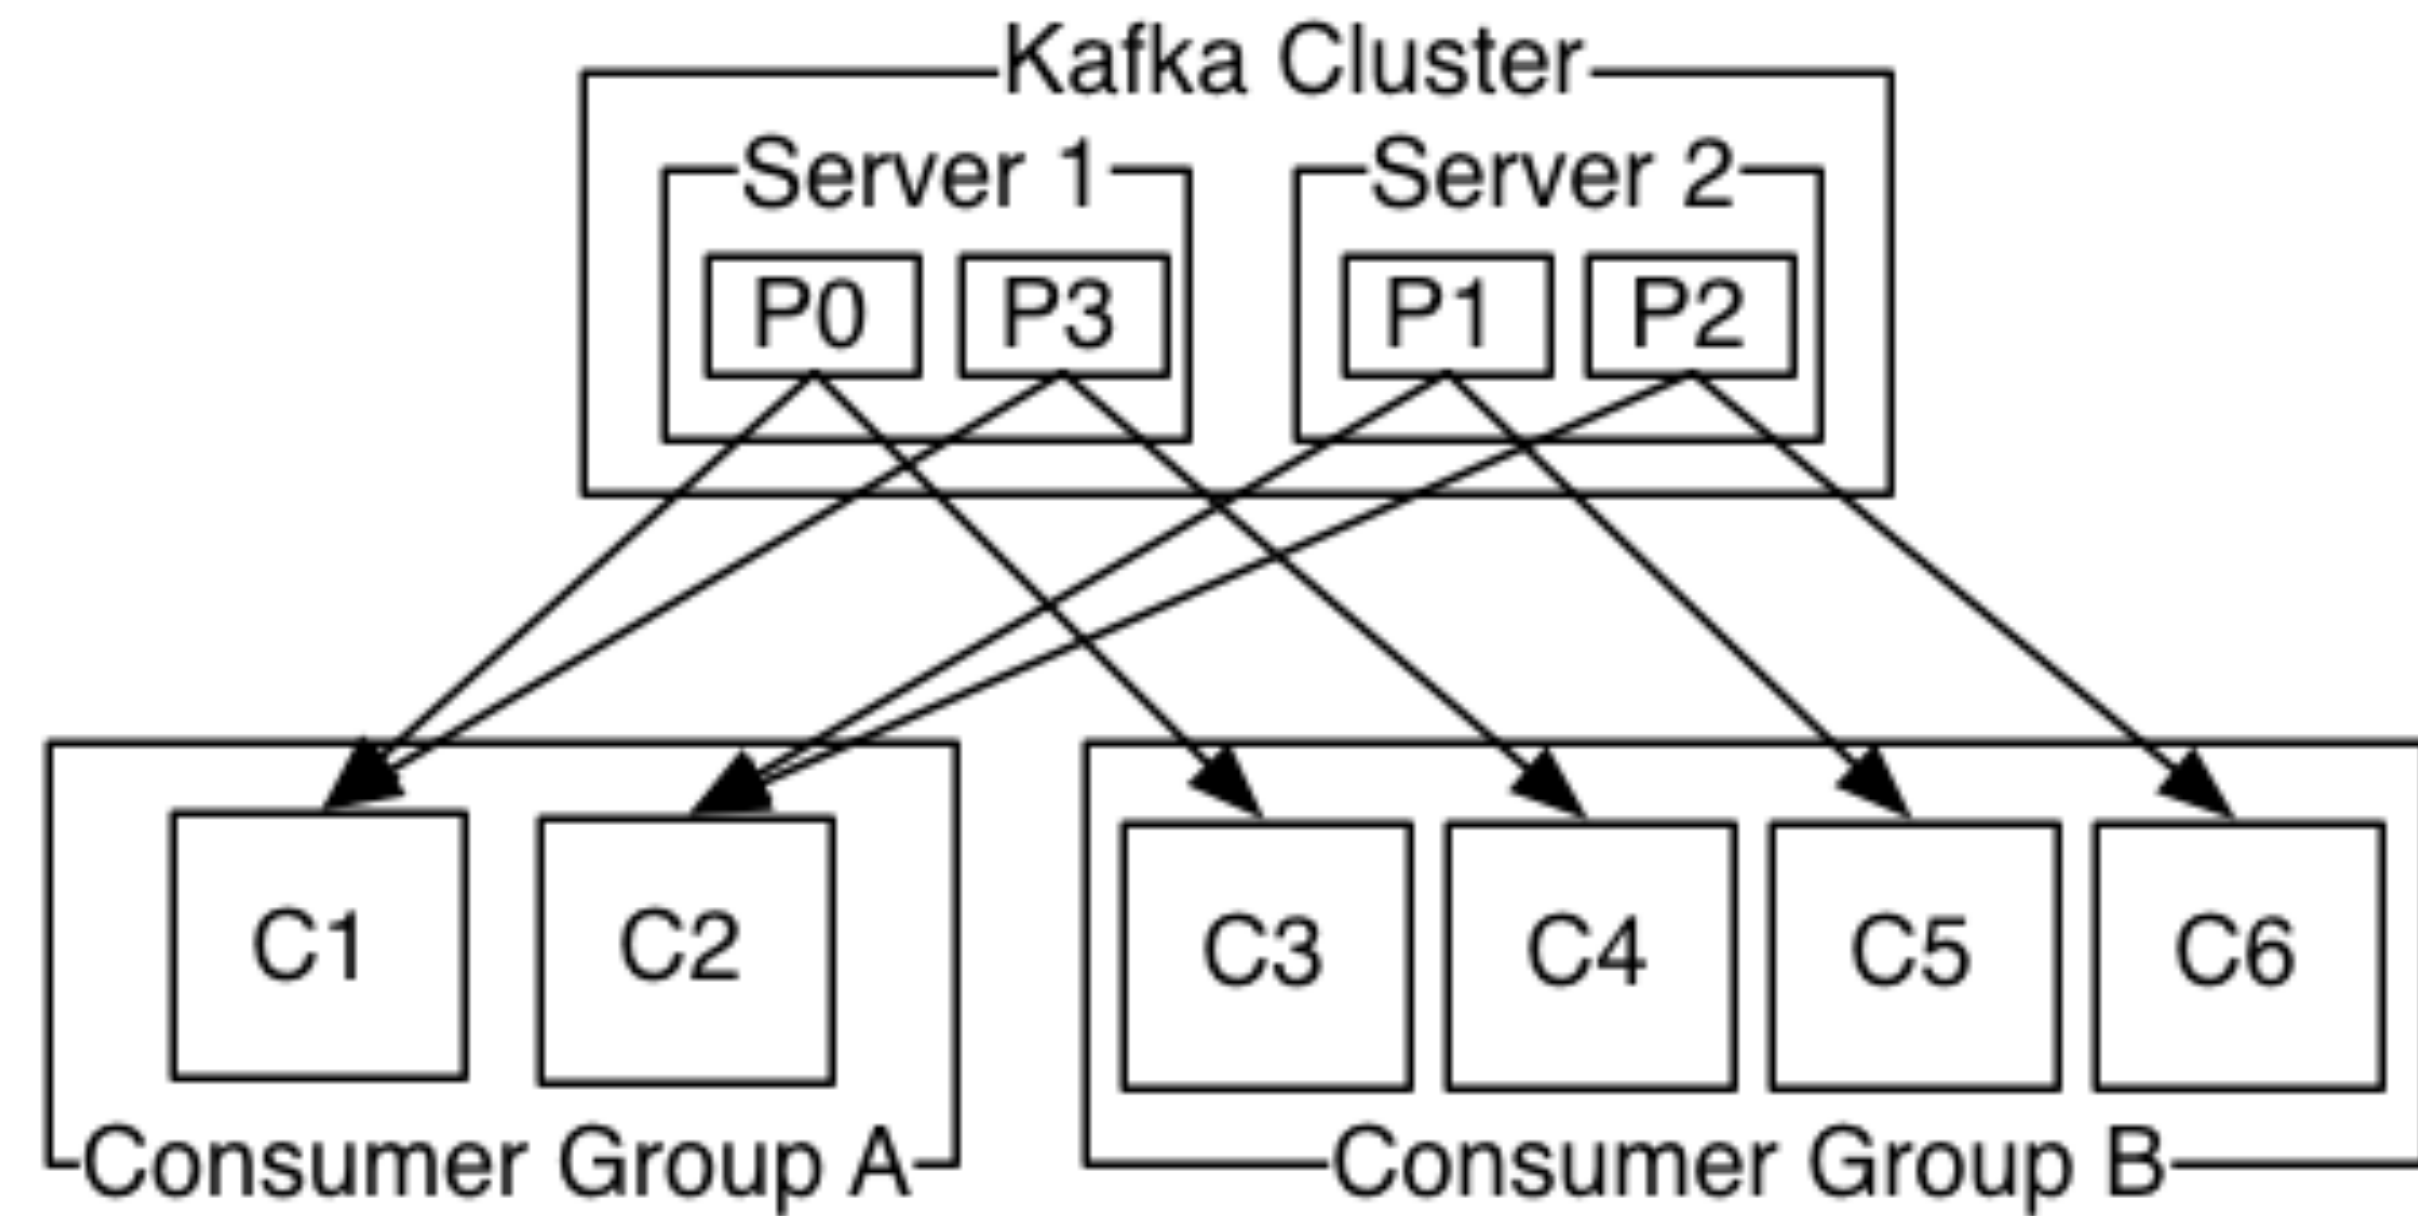 Kafka Cluster
Server 1
Server 2
P0
P3
P1
P2
C1
C2
C3
C4
C5
C6
Consumer Group A
Consumer Group B